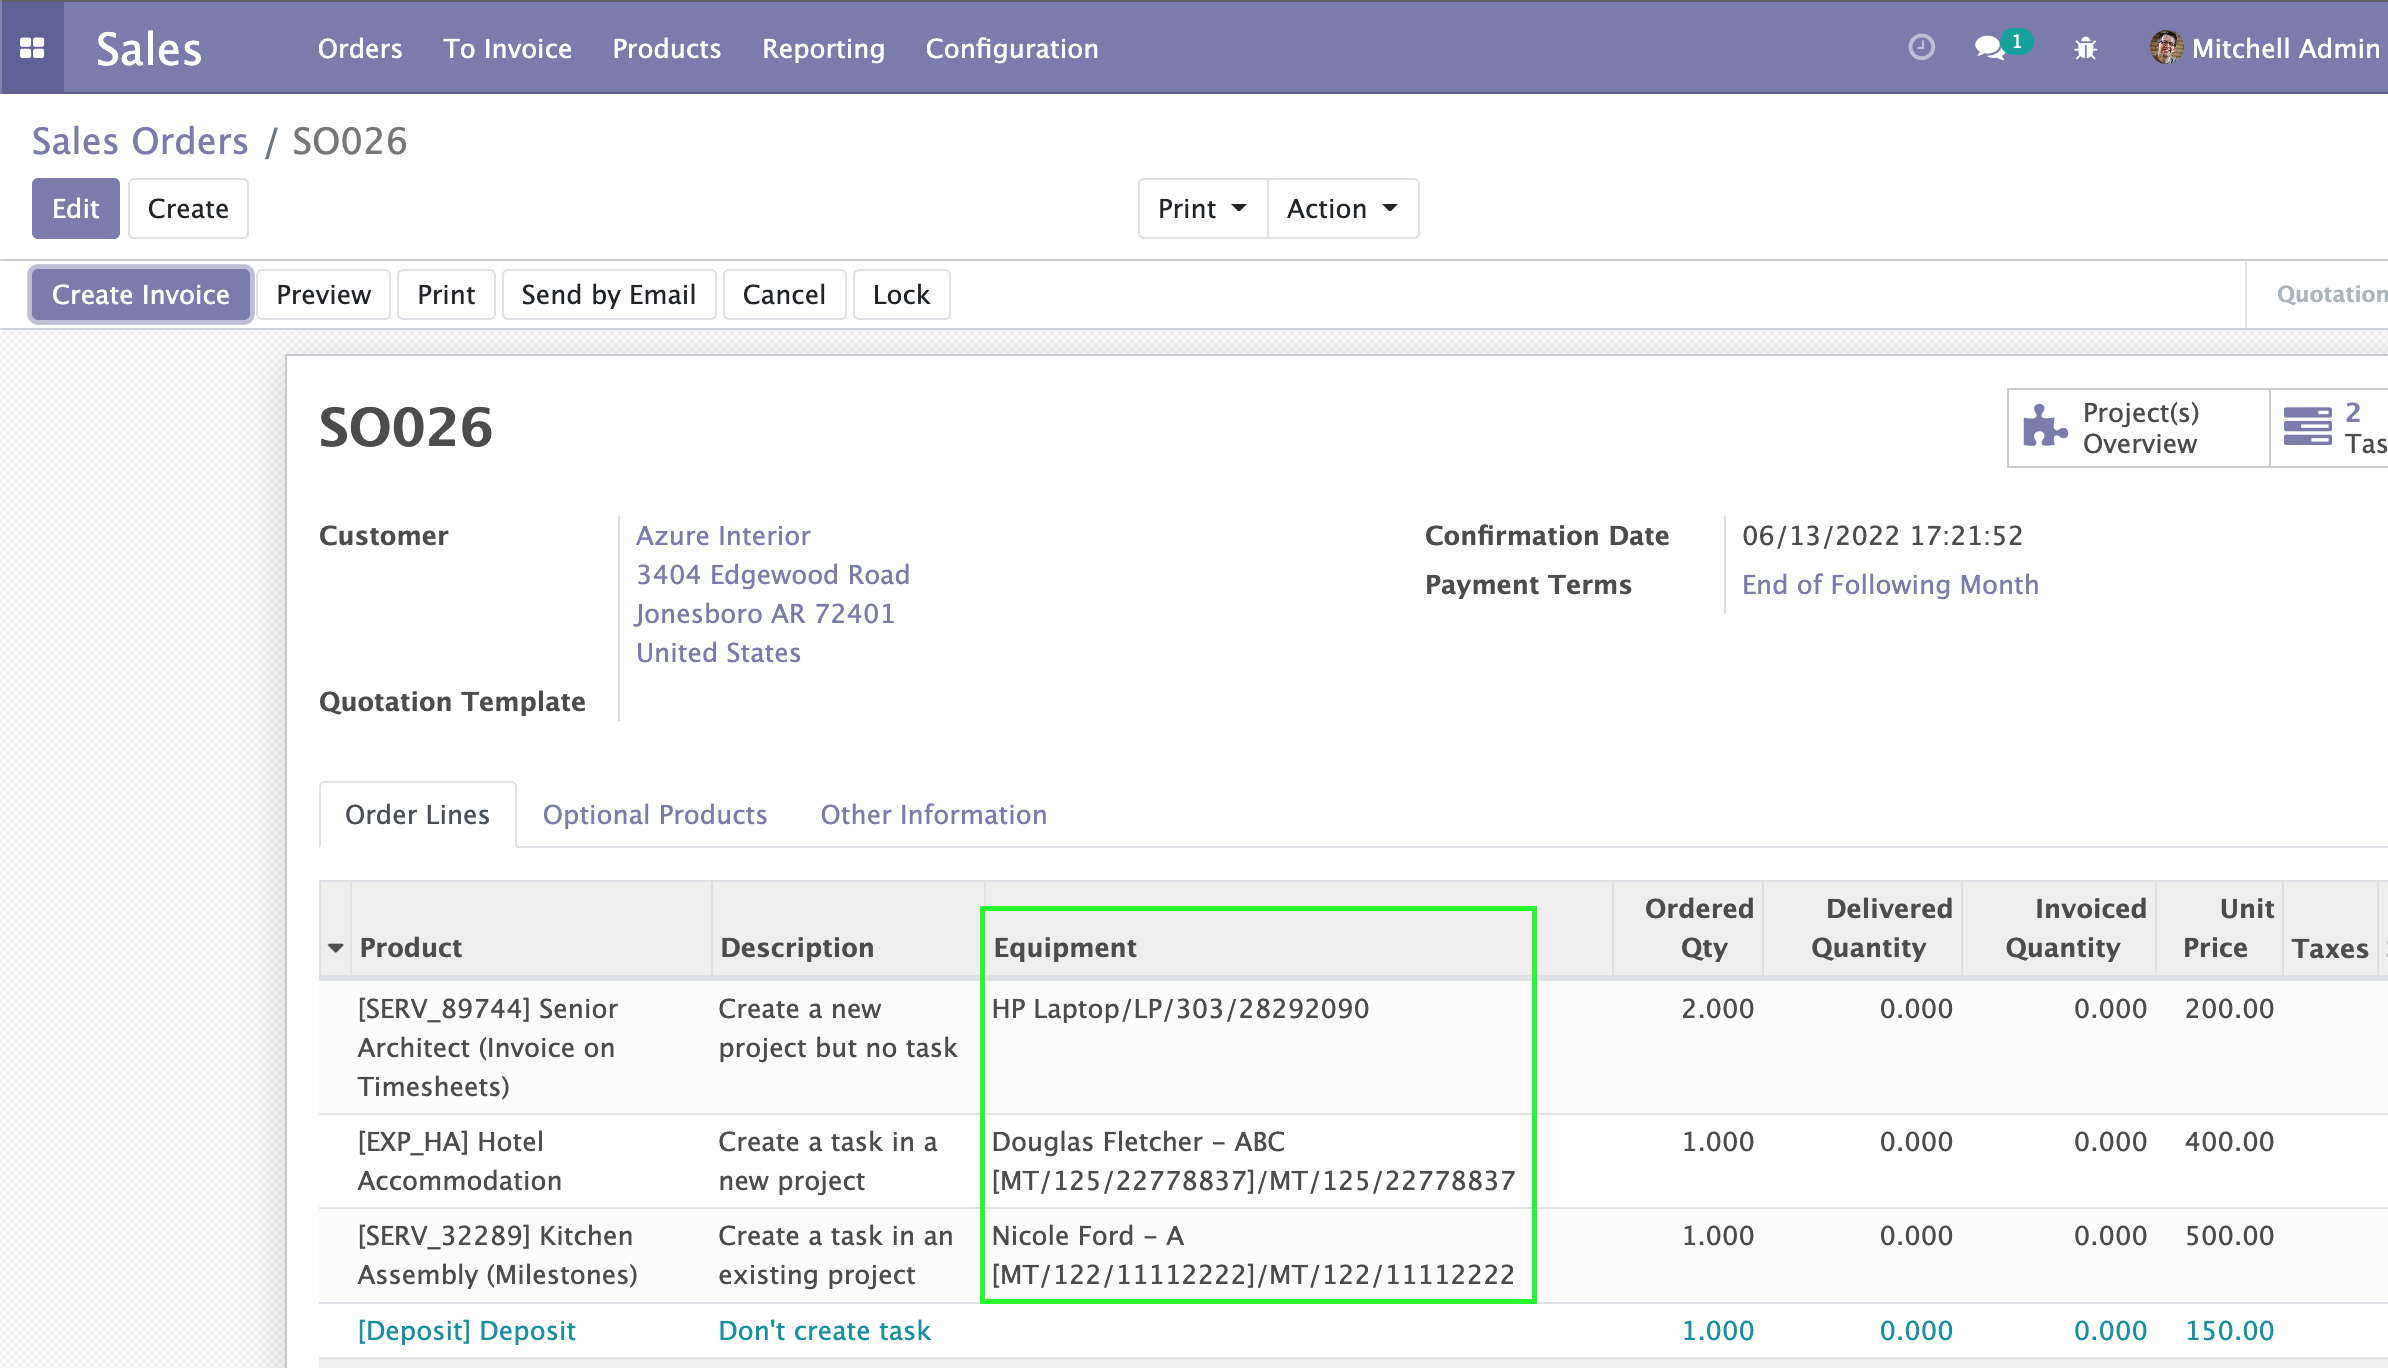 Sales Orders To Invoice Products Reporting Configuration 1 Mitchell Admin
Sales Orders / SO026
Edit Create Print Action
Create Invoice Preview Print Send by Email Cancel Lock Quotation
SO026
Project(s)
Overview
2
Tas
Customer
Azure Interior
3404 Edgewood Road
Jonesboro AR 72401
United States
Confirmation Date 06/13/2022 17:21:52
Payment Terms End of Following Month
Quotation Template
Order Lines Optional Products Other Information
Product Description Equipment Ordered Qty Delivered Quantity Invoiced Quantity Unit Price Taxes
[SERV_89744] Senior Create a new HP Laptop/LP/303/28292090 2.000 0.000 0.000 200.00
Architect (Invoice on project but no task
Timesheets)
[EXP_HA] Hotel Create a task in a Douglas Fletcher – ABC 1.000 0.000 0.000 400.00
Accommodation new project [MT/125/22778837]/MT/125/22778837
[SERV_32289] Kitchen Create a task in an Nicole Ford – A 1.000 0.000 0.000 500.00
Assembly (Milestones) existing project [MT/122/11112222]/MT/122/11112222
[Deposit] Deposit Don't create task 1.000 0.000 0.000 150.00